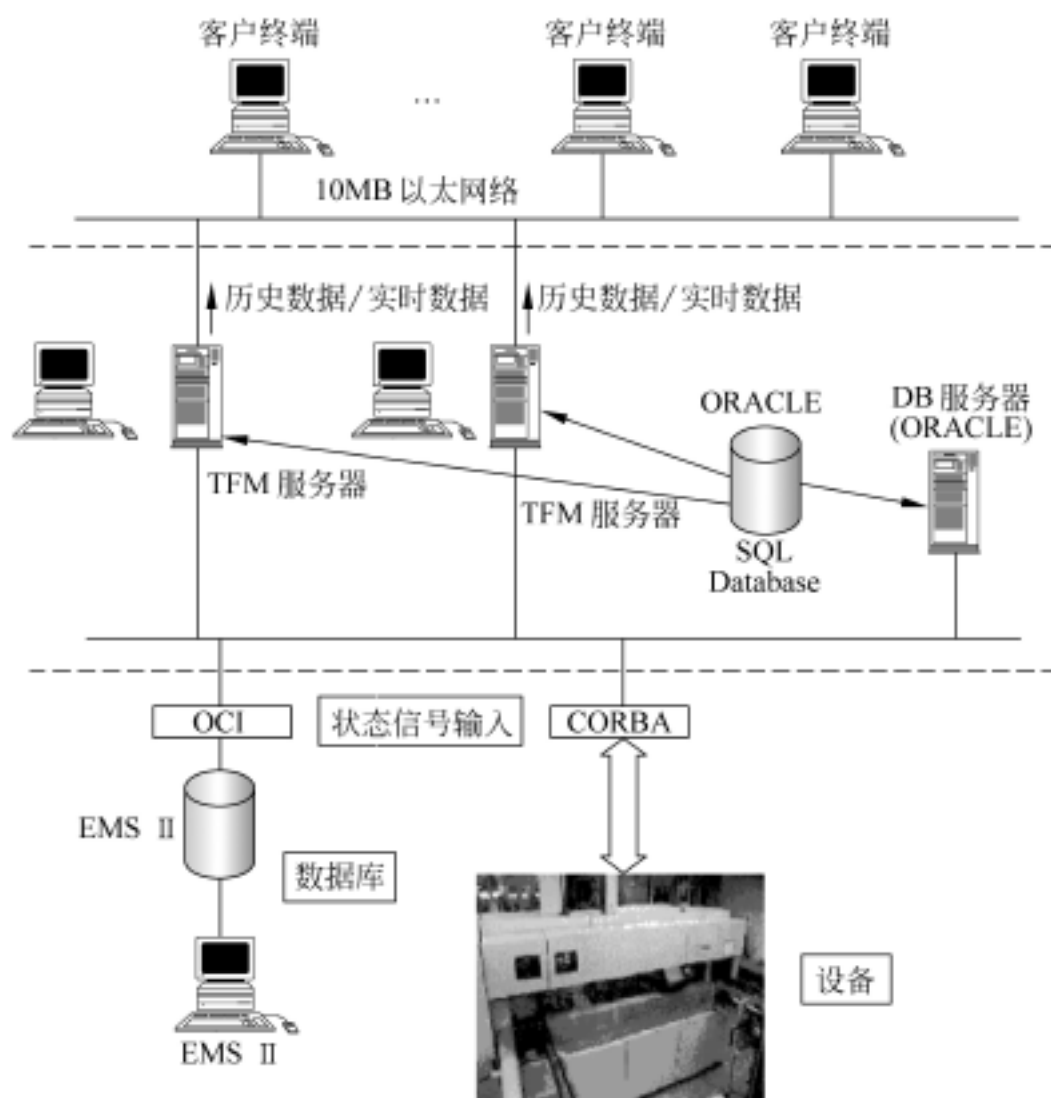 客户终端
客户终端
客户终端
...
10MB 以太网络
历史数据/实时数据
历史数据/实时数据
ORACLE
DB 服务器
(ORACLE)
TFM 服务器
TFM 服务器
SQL
Database
OCI
状态信号输入
CORBA
EMS II
数据库
设备
EMS II